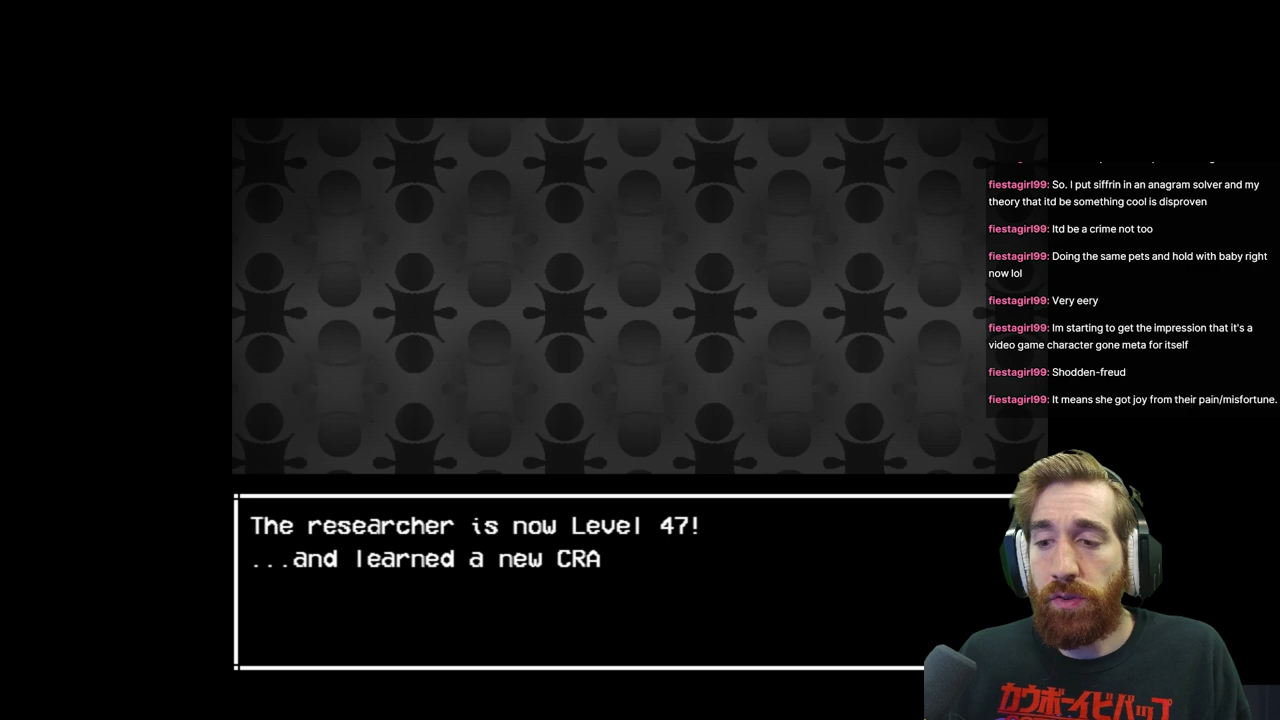 fiestagirl99: So. I put siffrin in an anagram solver and my
theory that itd be something cool is disproven
fiestagirl99: Itd be a crime not too
fiestagirl99: Doing the same pets and hold with baby right
now lol
fiestagirl99: Very eery
fiestagirl99: Im starting to get the impression that it's a
video game character gone meta for itself
fiestagirl99: Shodden-freud
fiestagirl99: It means she got joy from their pain/misfortune.
The researcher is now Level 47!
...and learned a new CRA
カウボーイビバップ